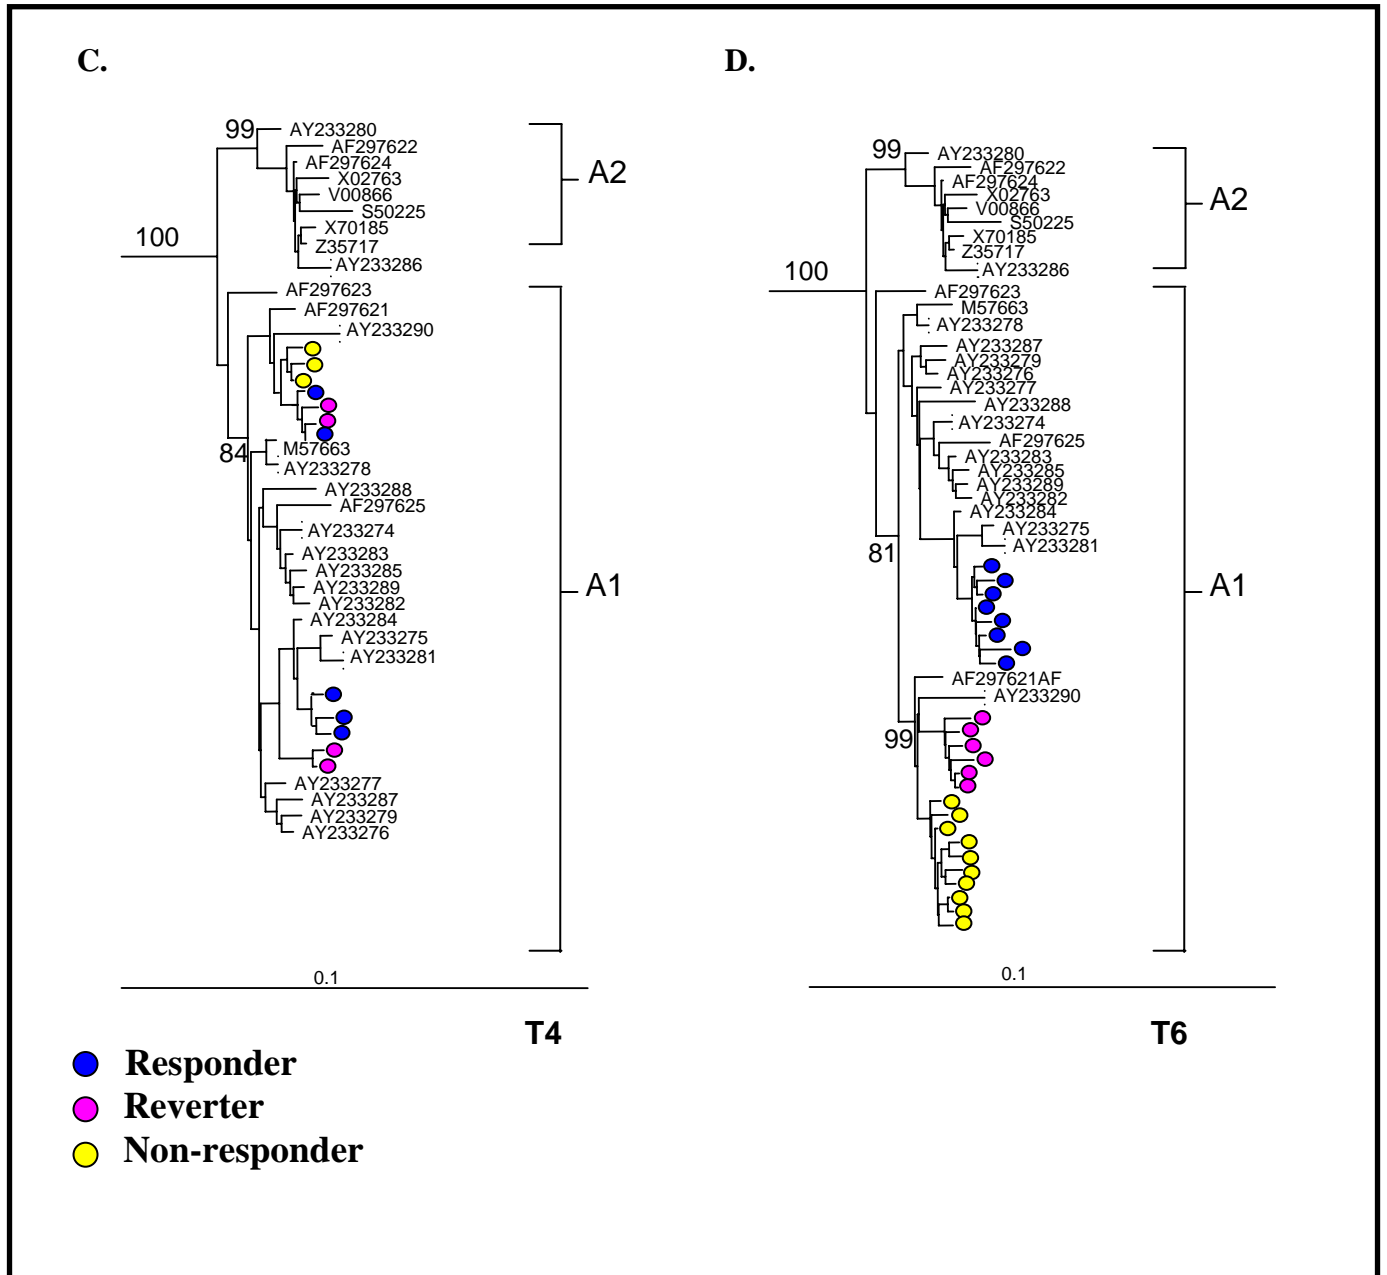 C.
99
AY233280
AF297622
AF297624
X02763
V00866
S50225
X70185
Z35717
AY233286
A2
100
AF297623
AF297621
AY233290
84
M57663
AY233278
AY233288
AF297625
AY233274
AY233283
AY233285
AY233289
AY233282
AY233284
AY233275
AY233281
AY233277
AY233287
AY233279
AY233276
A1
0.1
T4
D.
99
AY233280
AF297622
AF297624
X02763
V00866
S50225
X70185
Z35717
AY233286
A2
100
AF297623
M57663
AY233278
AY233287
AY233279
AY233276
AY233277
AY233288
AY233274
AF297625
AY233283
AY233285
AY233289
AY233282
AY233284
AY233275
AY233281
81
AF297621AF
AY233290
99
A1
0.1
T6
Responder
Reverter
Non-responder